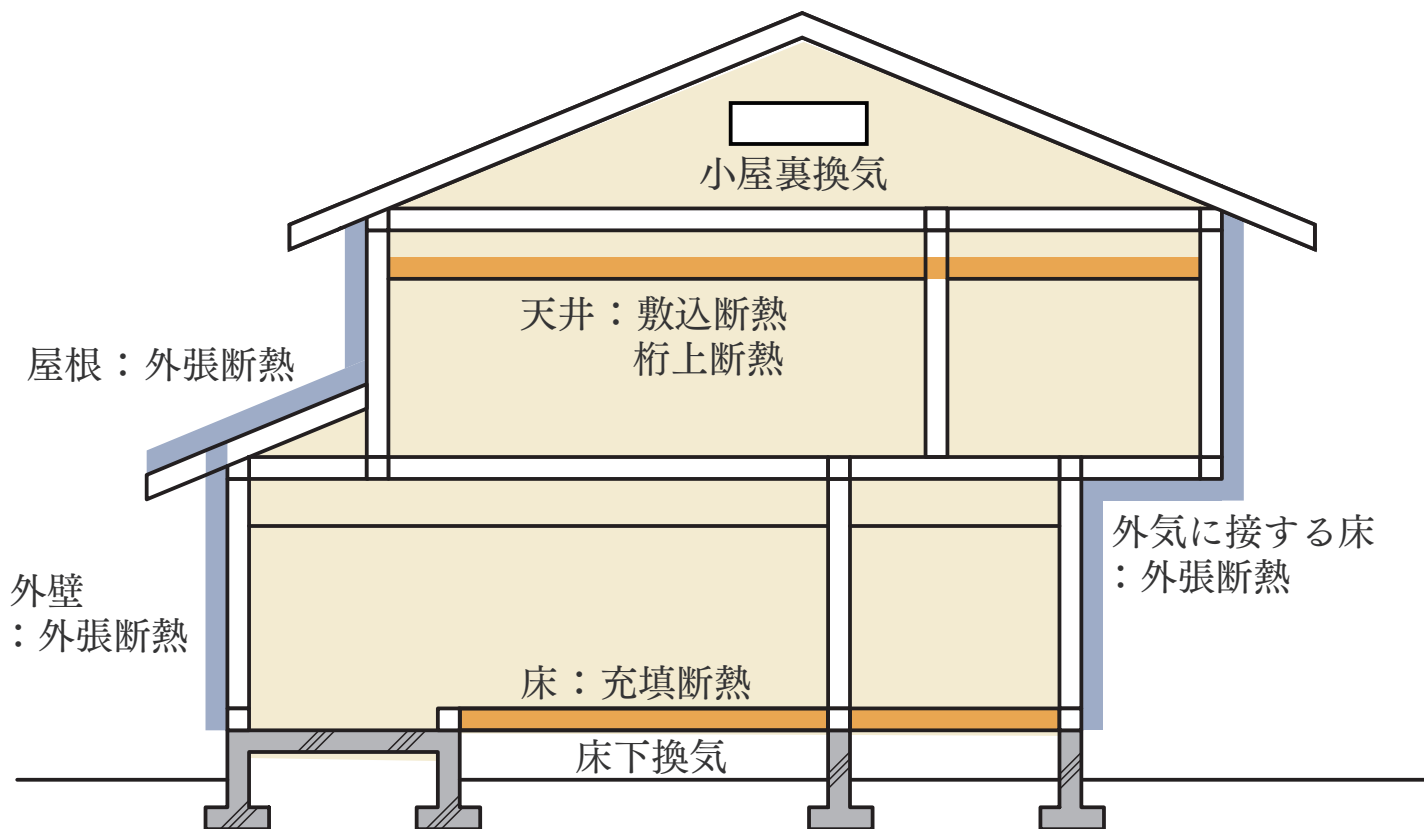 小屋裏換気
天井：敷込断熱
桁上断熱
屋根：外張断熱
外気に接する床
：外張断熱
外壁
：外張断熱
床：充填断熱
床下換気